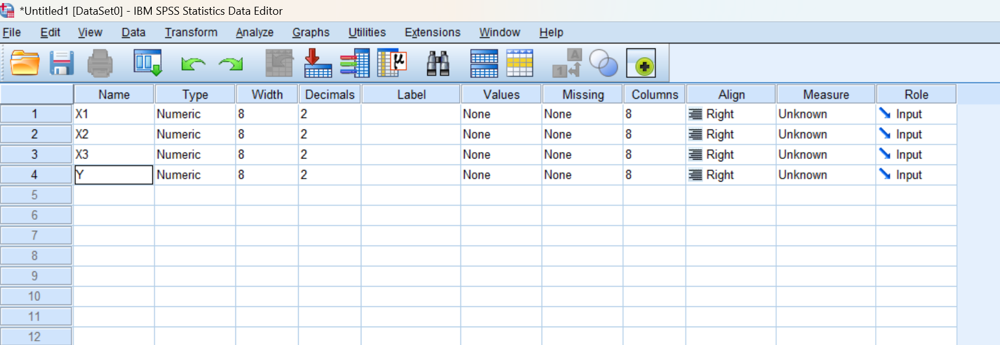 *Untitled1 [DataSet0] - IBM SPSS Statistics Data Editor
File Edit View Data Transform Analyze Graphs Utilities Extensions Window Help
μ A 1
Name Type Width Decimals Label Values Missing Columns Align Measure Role
1 X1 Numeric 8 2 None None 8 Right Unknown Input
2 X2 Numeric 8 2 None None 8 Right Unknown Input
3 X3 Numeric 8 2 None None 8 Right Unknown Input
4 Y Numeric 8 2 None None 8 Right Unknown Input
5
6
7
8
9
10
11
12